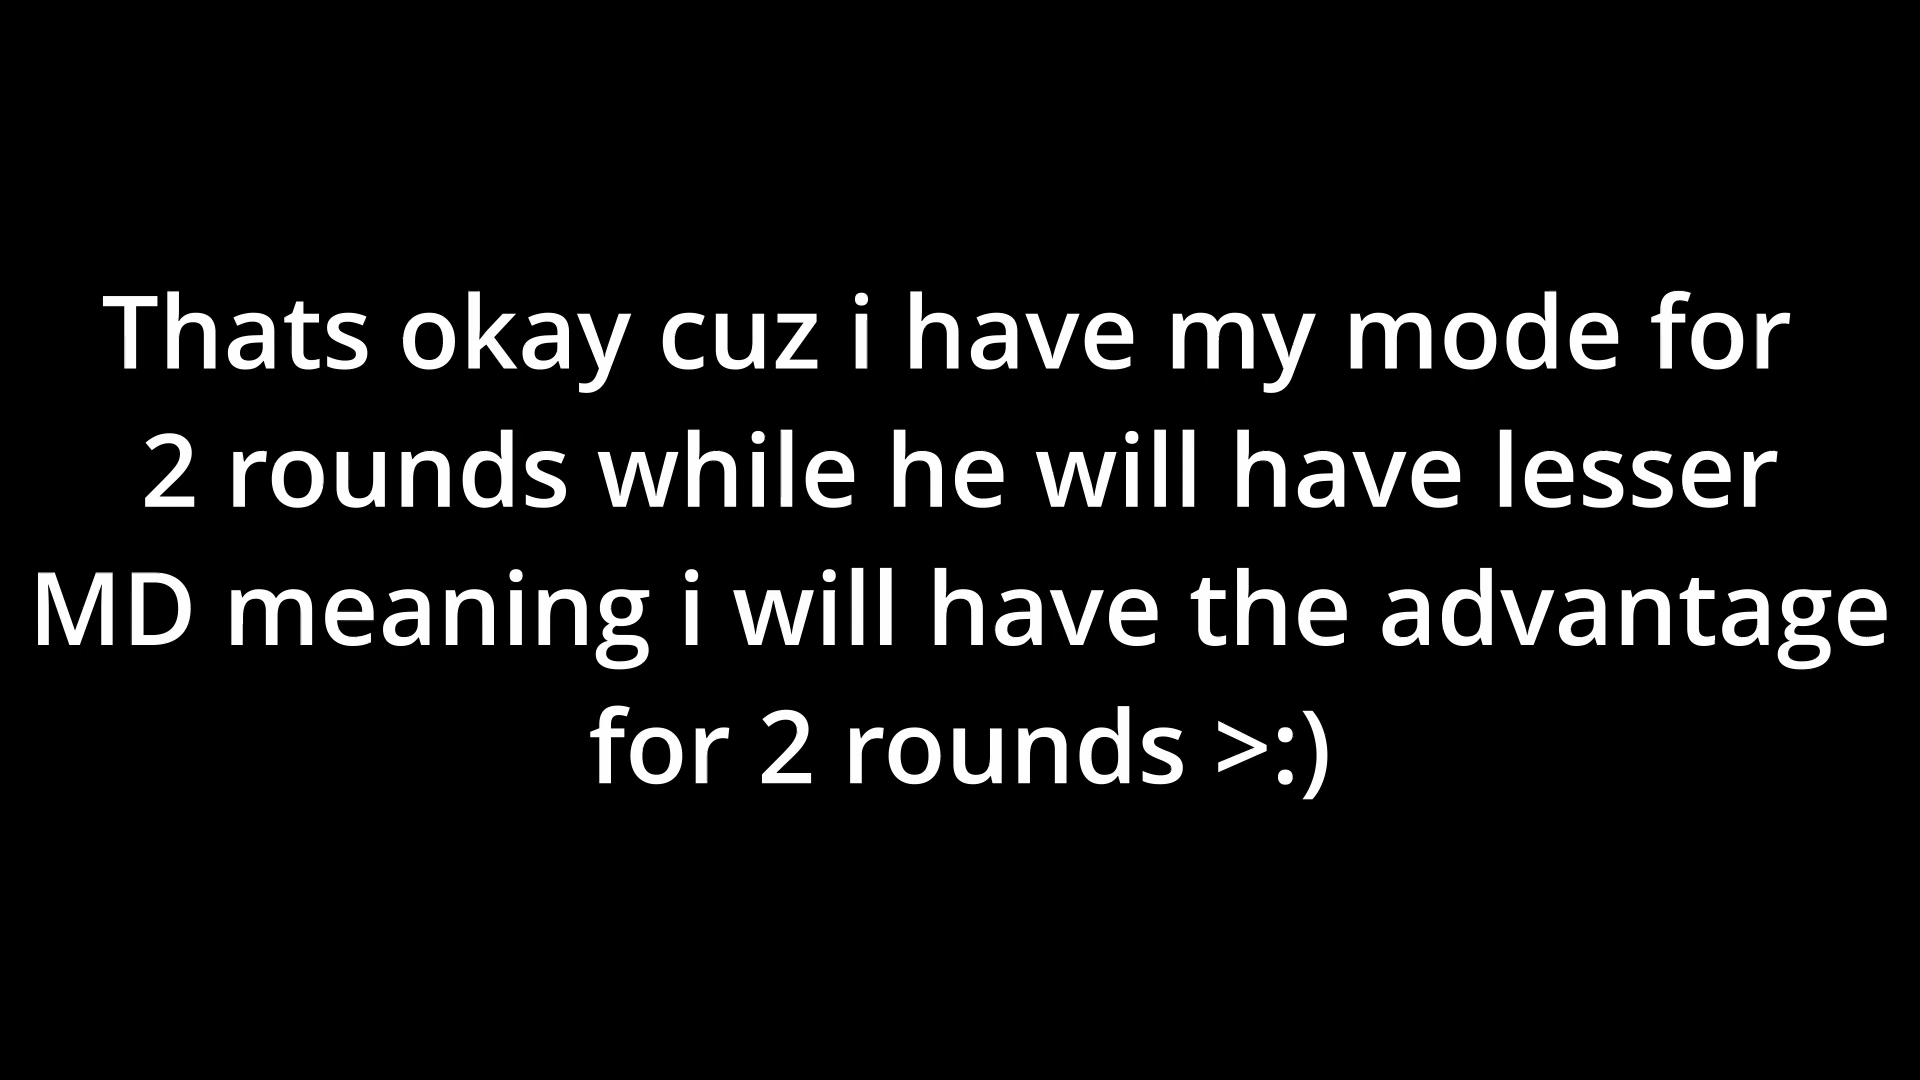 Thats okay cuz i have my mode for
2 rounds while he will have lesser
MD meaning i will have the advantage
for 2 rounds >:)